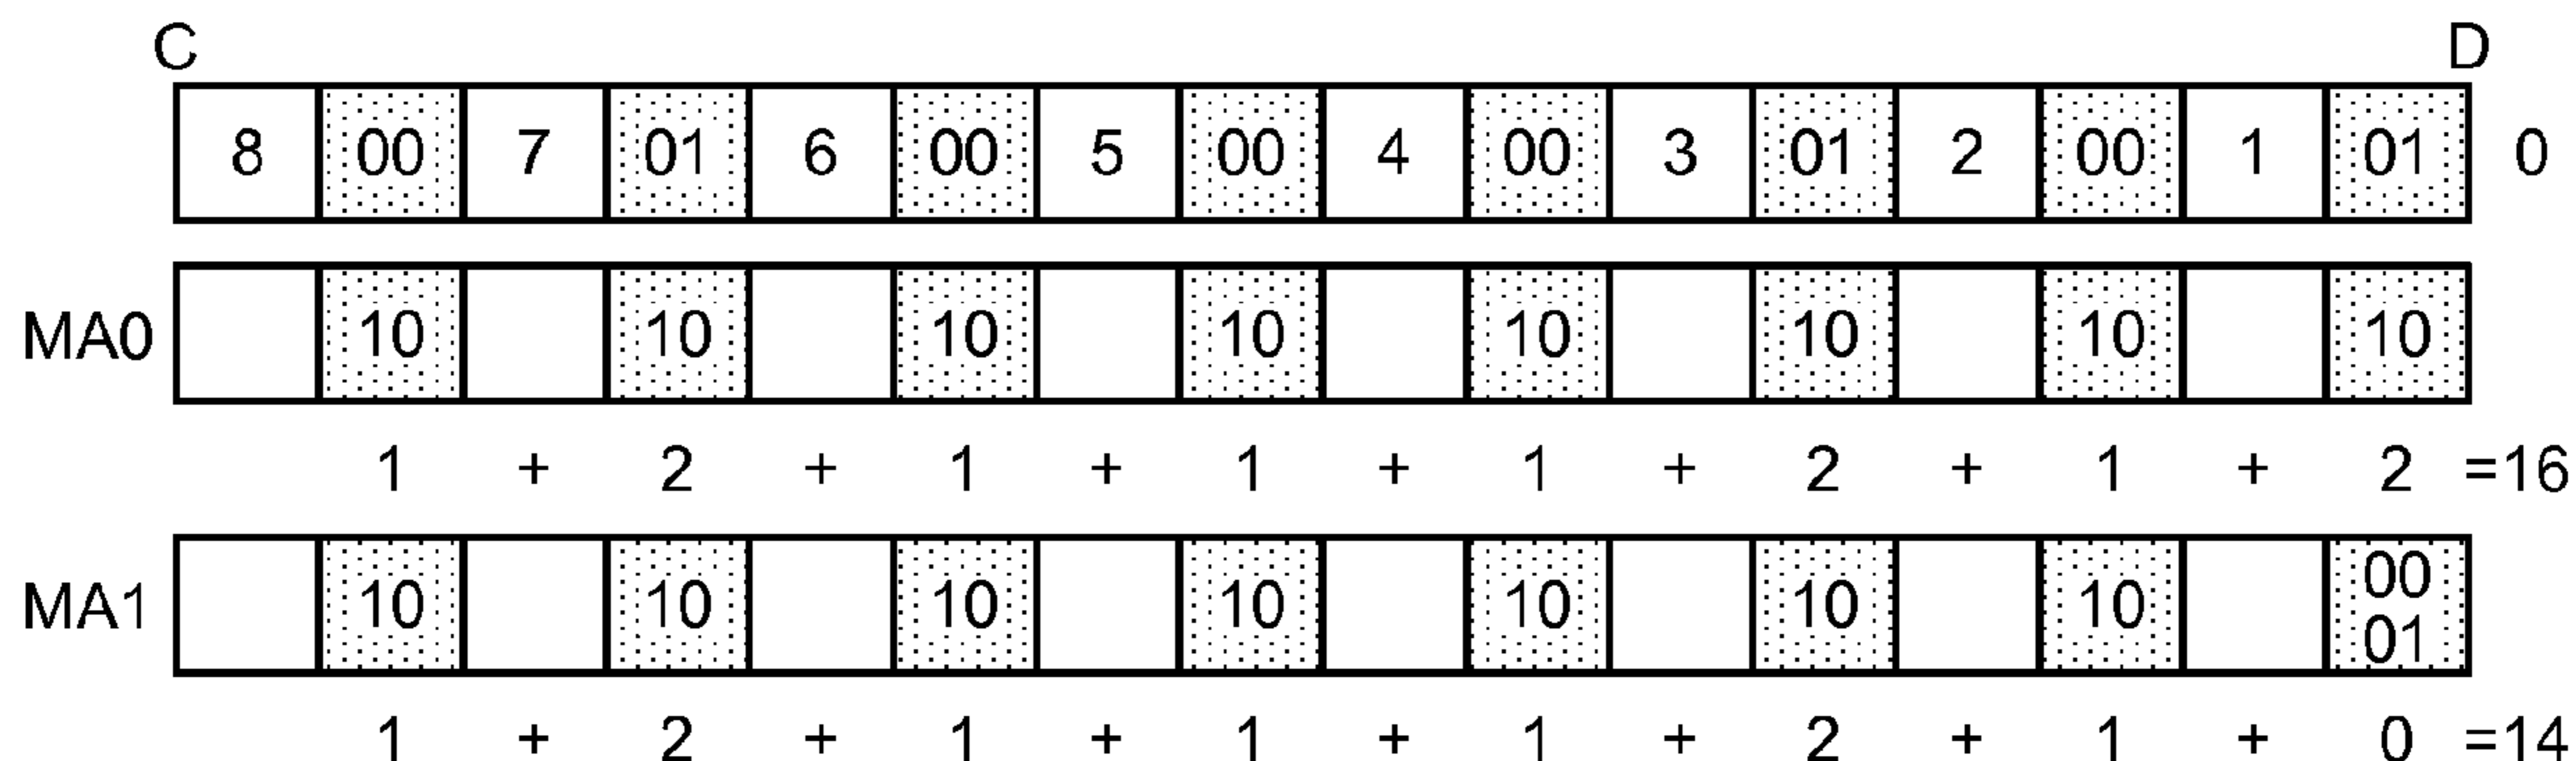 C D
8 00 7 01 6 00 5 00 4 00 3 01 2 00 1 01 0
MA0 10 10 10 10 10 10 10 10
1 + 2 + 1 + 1 + 1 + 2 + 1 + 2 =16
MA1 10 10 10 10 10 10 10 00 01
1 + 2 + 1 + 1 + 1 + 2 + 1 + 0 =14